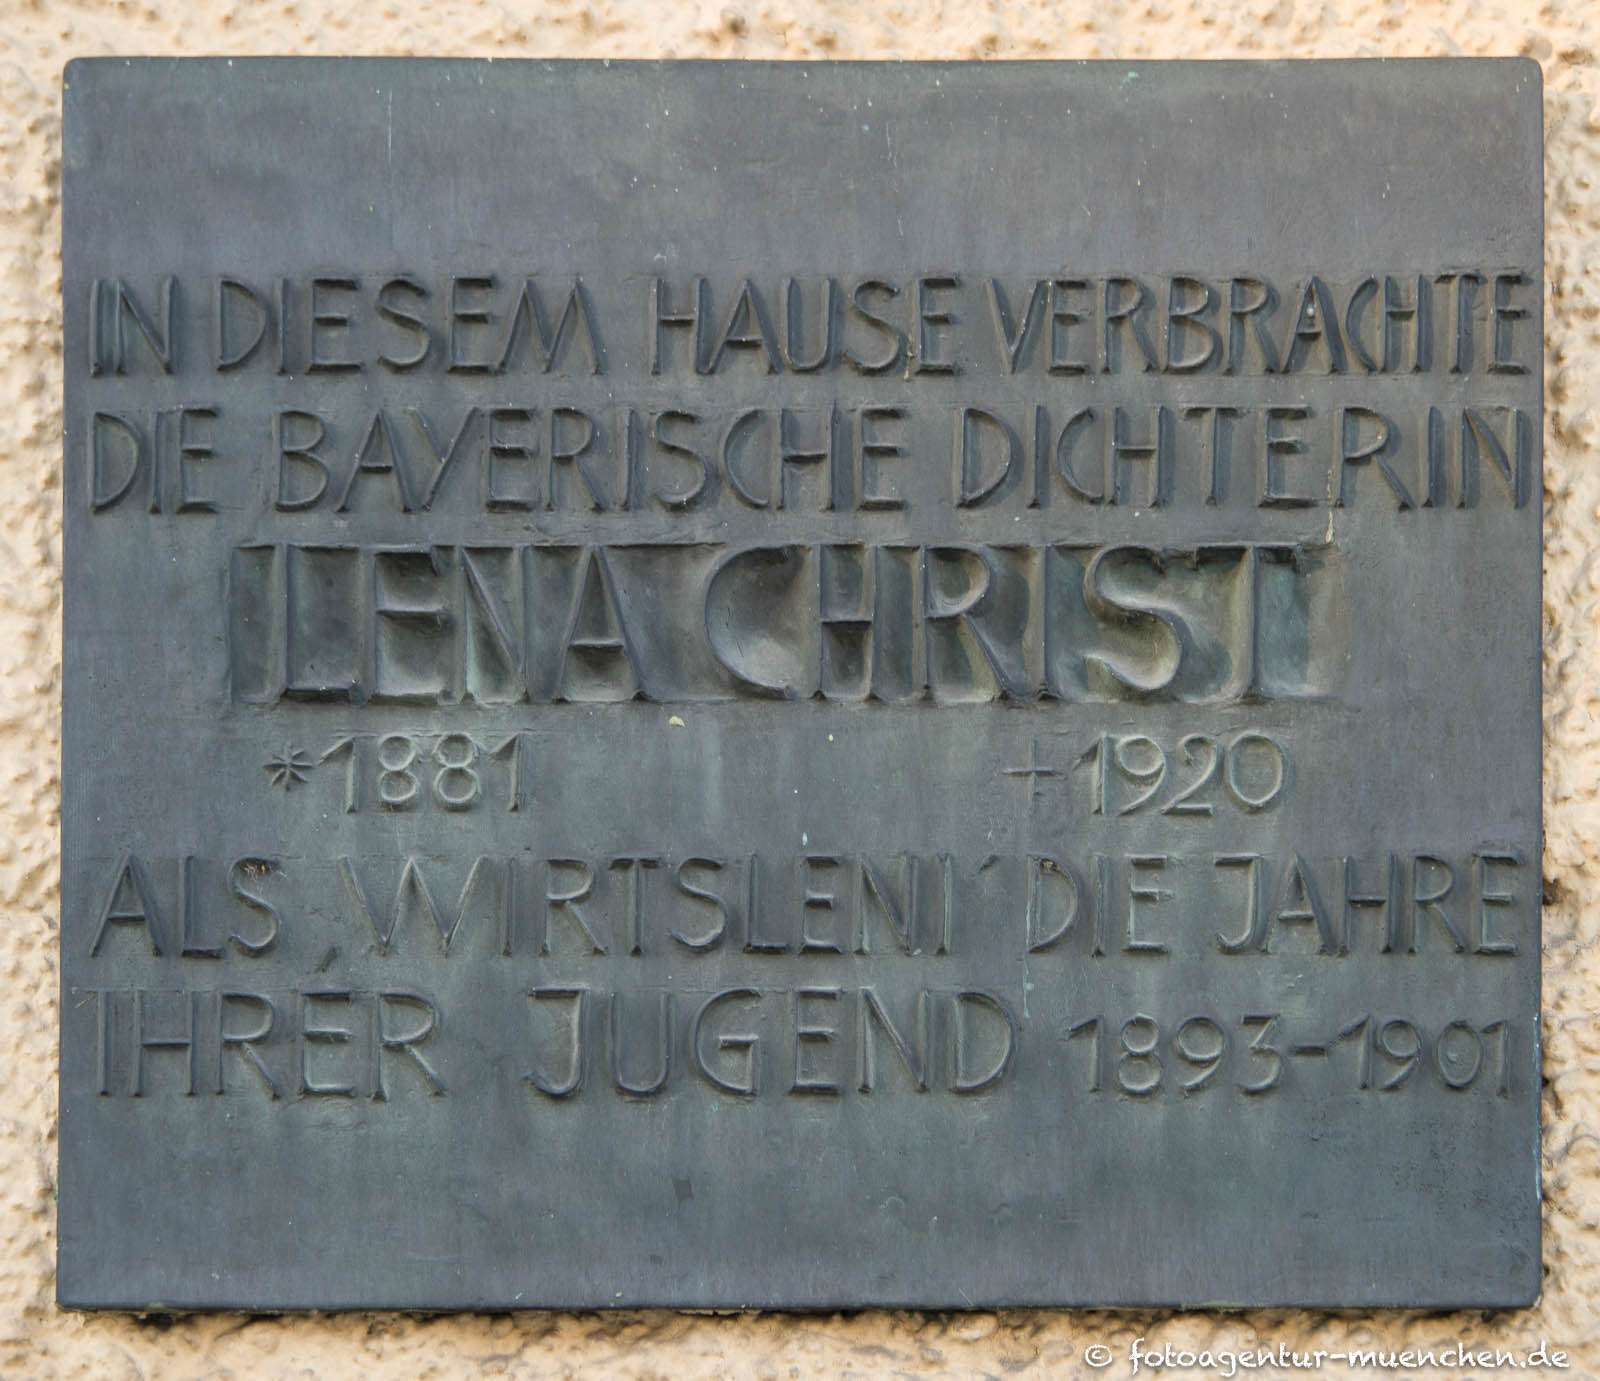 IN DIESEM HAUSE VERBRACHTE
DIE BAYERISCHE DICHTERIN
LENA CHRIST
*1881 †1920
ALS ‚WIRTSLENI´ DIE JAHRE
IHRER JUGEND 1893-1901
© fotoagentur-muenchen.de